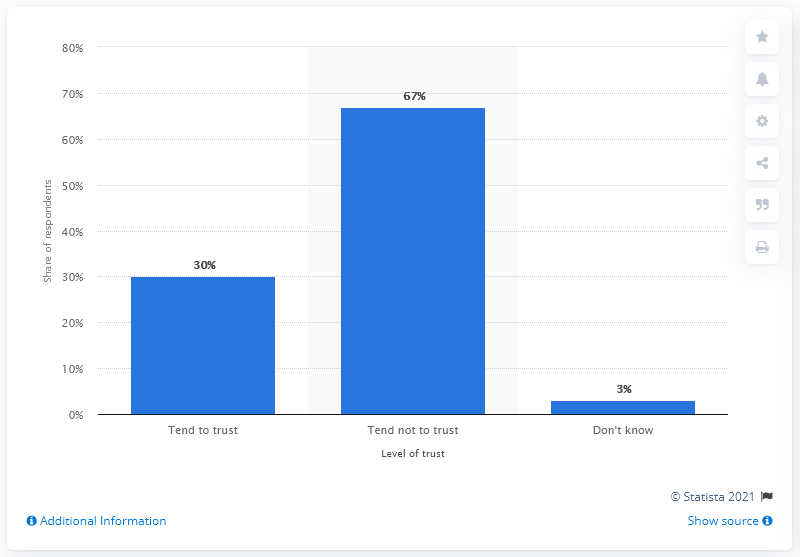 80%
70%
60%
50%
40%
30%
20%
10%
0%
Share of respondents
30%
67%
3%
Tend to trust
Tend not to trust
Don't know
Level of trust
© Statista 2021
Additional Information
Show source